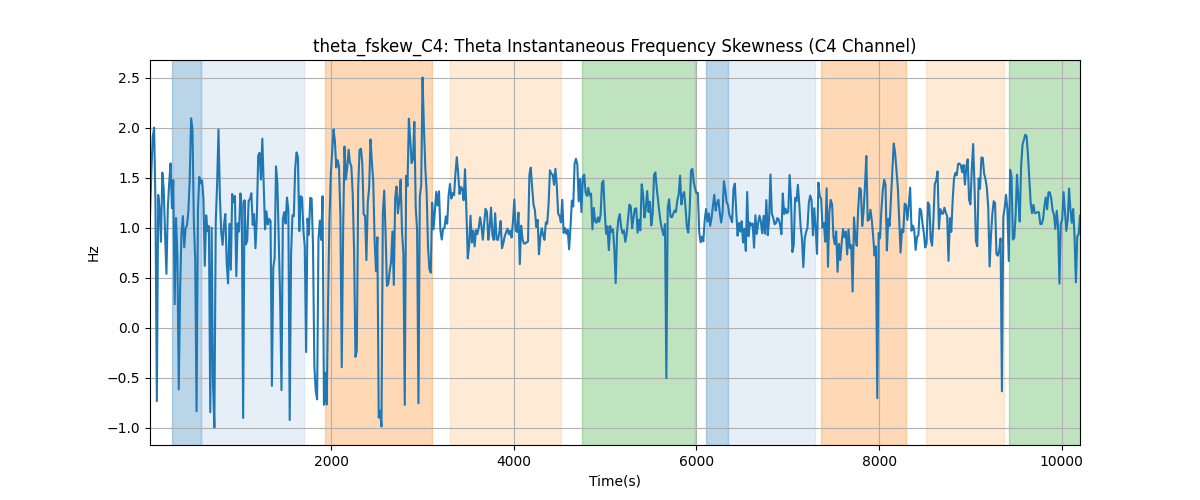 theta_fskew_C4: Theta Instantaneous Frequency Skewness (C4 Channel)
2.5
2.0
1.5
1.0
0.5
0.0
−0.5
−1.0
Hz
2000 4000 6000 8000 10000
Time(s)